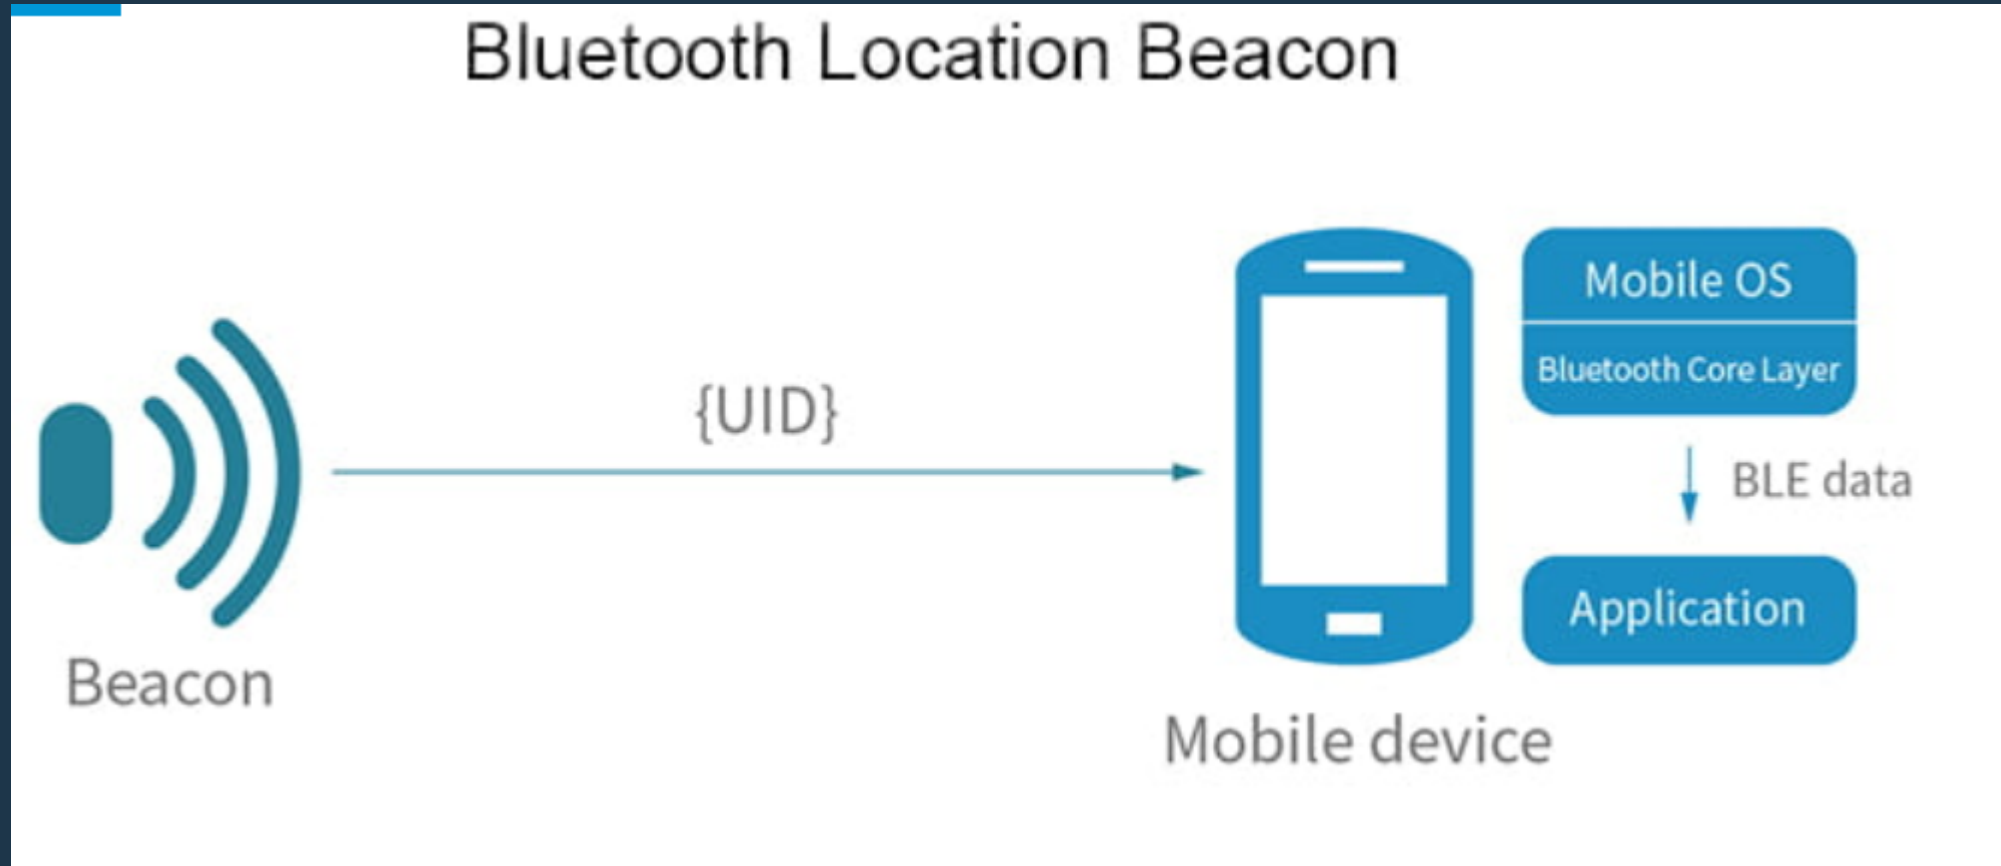 Bluetooth Location Beacon
Mobile OS
Bluetooth Core Layer
{UID}
BLE data
Application
Beacon
Mobile device